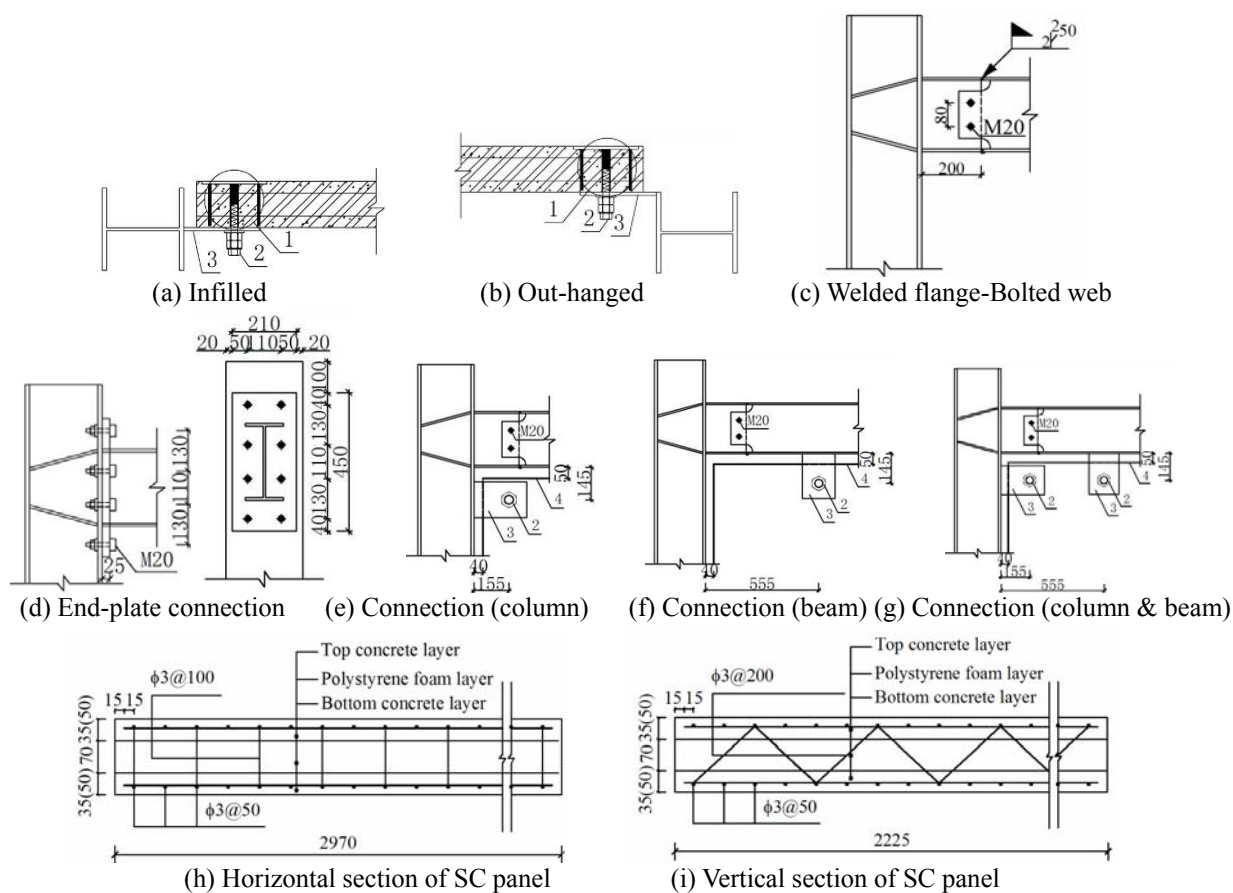 1
2
3
(a) Infilled
1
2
3
(b) Out-hanged
250
2
80
M20
200
(c) Welded flange-Bolted web
130
110
130
25
M20
210
20 50 110 50 20
100
40
130
110
130
40
450
(d) End-plate connection
M20
50
145
4
3
2
40
155
(e) Connection (column)
M20
50
145
4
3
2
40
555
(f) Connection (beam)
M20
50
145
4
3
2
2
3
40
155
555
(g) Connection (column & beam)
Top concrete layer
Polystyrene foam layer
Bottom concrete layer
ϕ3@100
15 15
35(50)
70
35(50)
ϕ3@50
2970
(h) Horizontal section of SC panel
Top concrete layer
Polystyrene foam layer
Bottom concrete layer
ϕ3@200
15 15
35(50)
70
35(50)
ϕ3@50
2225
(i) Vertical section of SC panel